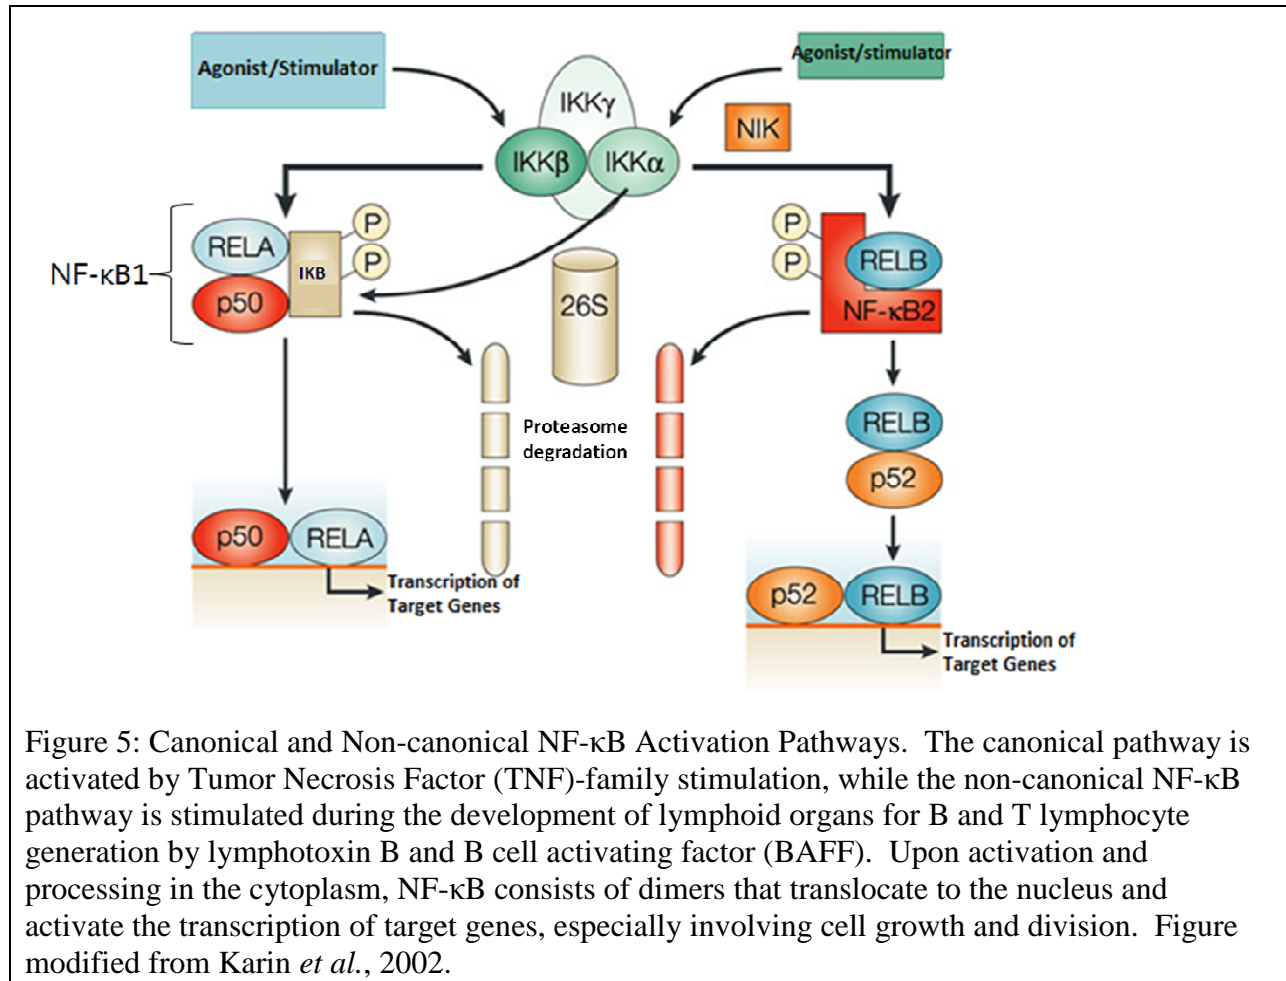 Agonist/Stimulator
Agonist/stimulator
IKKγ
NIK
IKKβ
IKKα
P
P
RELA
IKB
NF-κB1
p50
P
P
RELB
NF-κB2
26S
RELB
p52
Proteasome
degradation
p50
RELA
Transcription of
Target Genes
p52
RELB
Transcription of
Target Genes
Figure 5: Canonical and Non-canonical NF-κB Activation Pathways.  The canonical pathway is
activated by Tumor Necrosis Factor (TNF)-family stimulation, while the non-canonical NF-κB
pathway is stimulated during the development of lymphoid organs for B and T lymphocyte
generation by lymphotoxin B and B cell activating factor (BAFF).  Upon activation and
processing in the cytoplasm, NF-κB consists of dimers that translocate to the nucleus and
activate the transcription of target genes, especially involving cell growth and division.  Figure
modified from Karin et al., 2002.